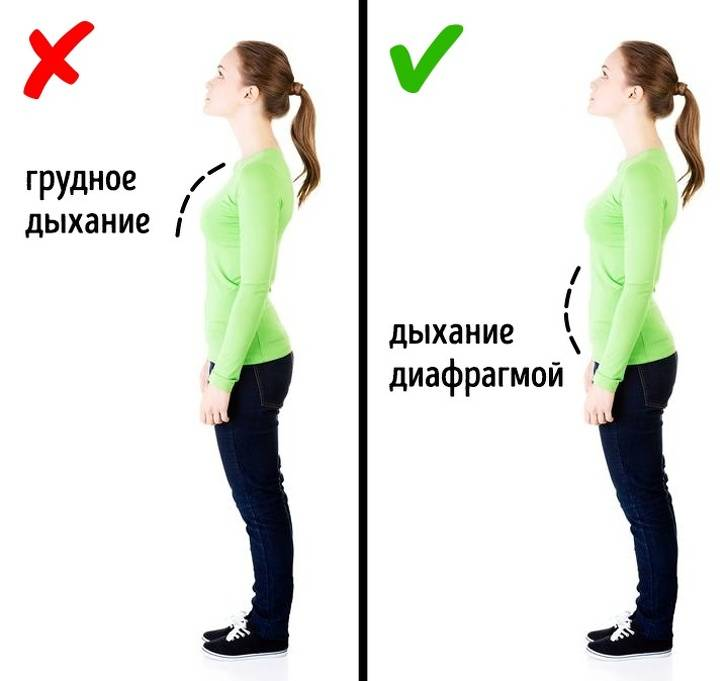 грудное
дыхание
дыхание
диафрагмой